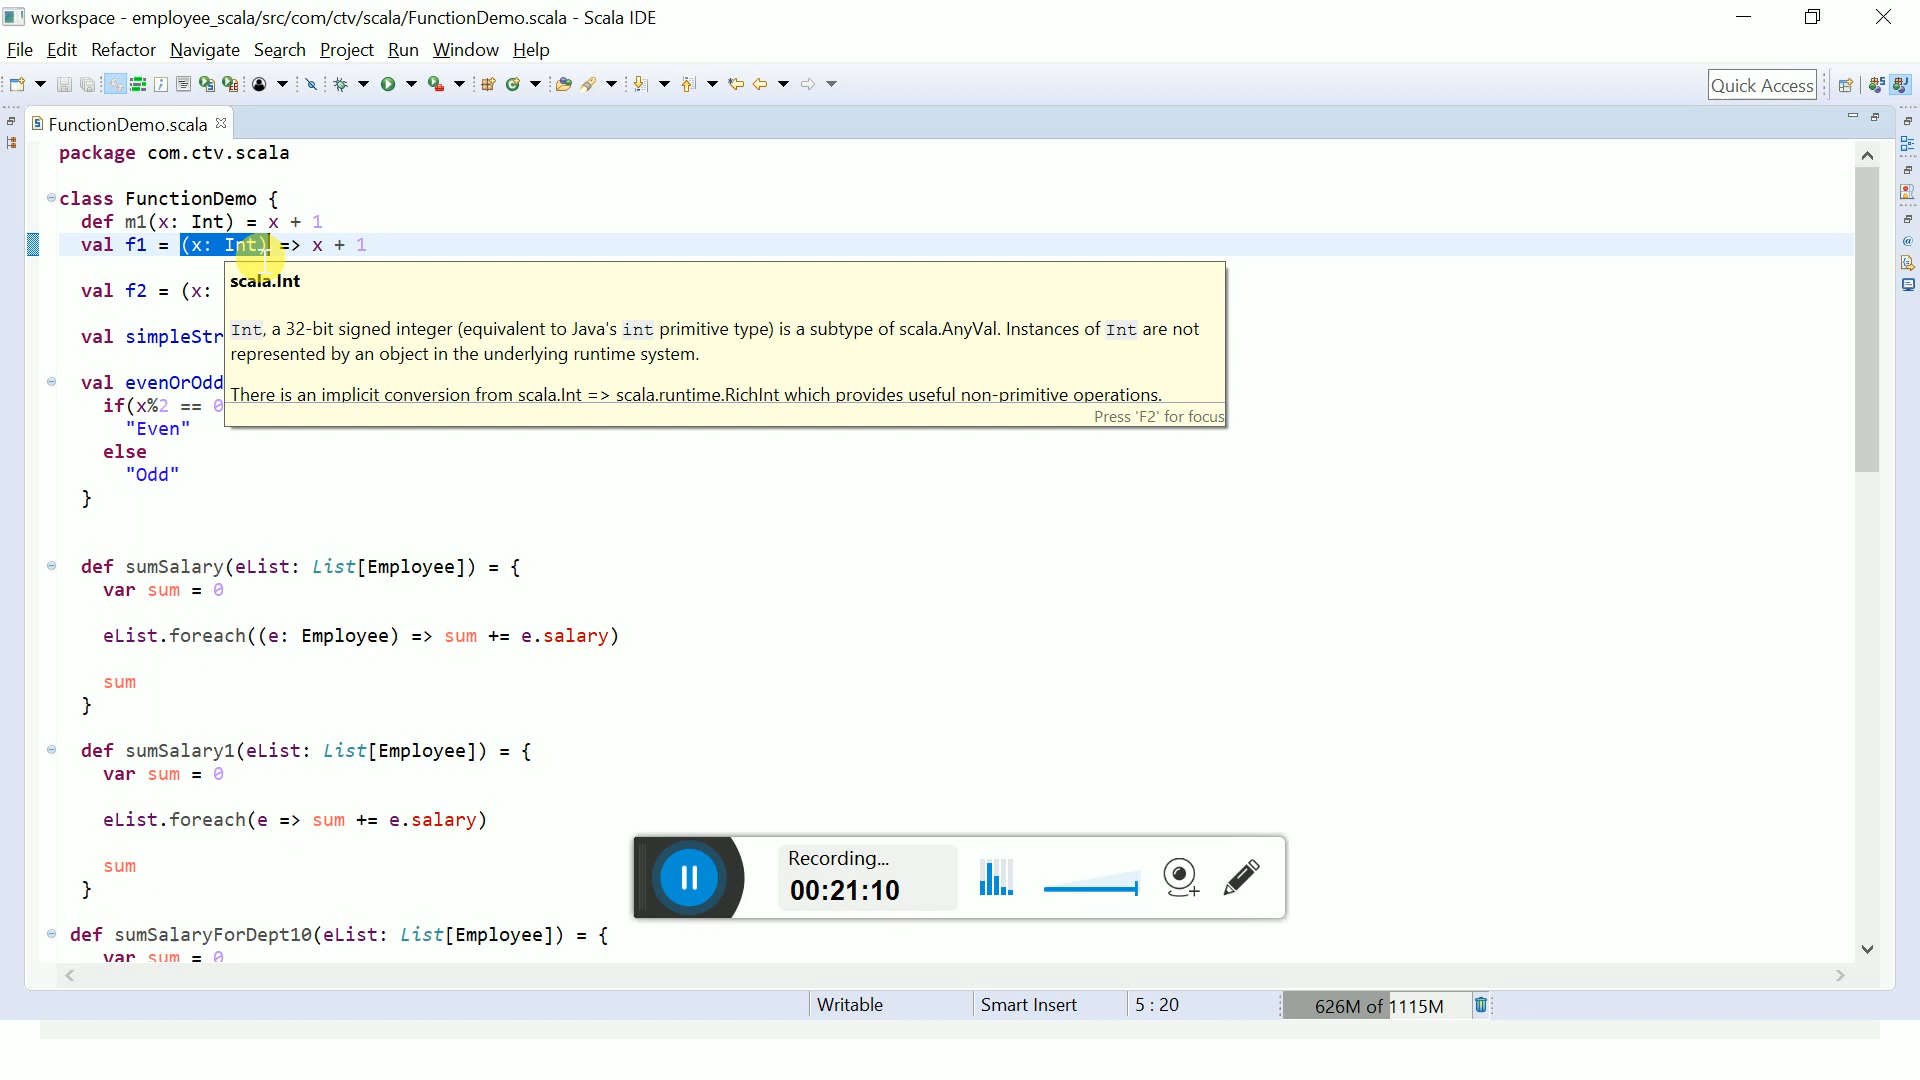 workspace - employee_scala/src/com/ctv/scala/FunctionDemo.scala - Scala IDE
File Edit Refactor Navigate Search Project Run Window Help
Quick Access
FunctionDemo.scala
package com.ctv.scala
class FunctionDemo {
def m1(x: Int) = x + 1
val f1 = (x: Int) => x + 1
scala.Int
val f2 = (x:
Int, a 32-bit signed integer (equivalent to Java's int primitive type) is a subtype of scala.AnyVal. Instances of Int are not
val simpleStr
represented by an object in the underlying runtime system.
val evenOrOdd
There is an implicit conversion from scala.Int => scala.runtime.RichInt which provides useful non-primitive operations.
if(x%2 == 0
Press 'F2' for focus
"Even"
else
"Odd"
}
def sumSalary(eList: List[Employee]) = {
var sum = 0
eList.foreach((e: Employee) => sum += e.salary)
sum
}
def sumSalary1(eList: List[Employee]) = {
var sum = 0
eList.foreach(e => sum += e.salary)
sum
}
Recording...
00:21:10
def sumSalaryForDept10(eList: List[Employee]) = {
var sum = 0
Writable Smart Insert 5 : 20 626M of 1115M